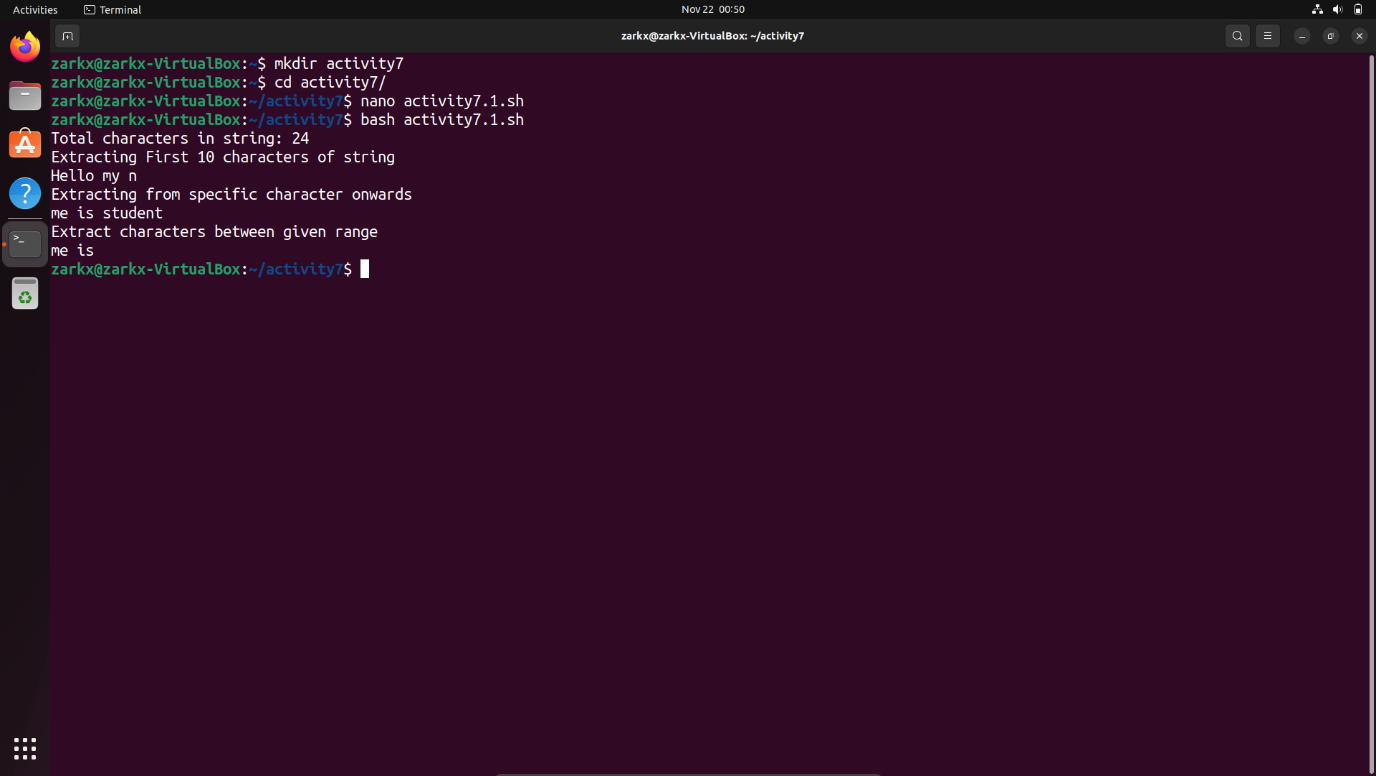 Activities Terminal Nov 22 00:50
zarkx@zarkx-VirtualBox: ~/activity7
zarkx@zarkx-VirtualBox:~$ mkdir activity7
zarkx@zarkx-VirtualBox:~$ cd activity7/
zarkx@zarkx-VirtualBox:~/activity7$ nano activity7.1.sh
zarkx@zarkx-VirtualBox:~/activity7$ bash activity7.1.sh
Total characters in string: 24
Extracting First 10 characters of string
Hello my n
Extracting from specific character onwards
me is student
Extract characters between given range
me is
zarkx@zarkx-VirtualBox:~/activity7$